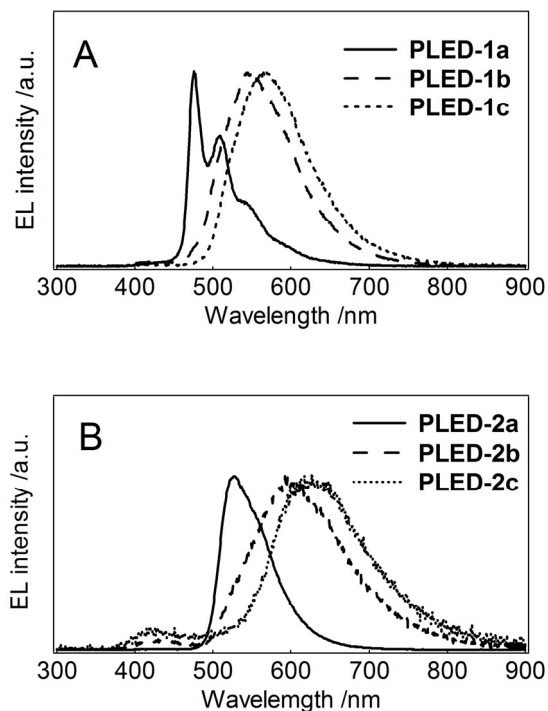 A
PLED-1a
PLED-1b
PLED-1c
EL intensity /a.u.
300 400 500 600 700 800 900
Wavelength /nm
B
PLED-2a
PLED-2b
PLED-2c
EL intensity /a.u.
300 400 500 600 700 800 900
Wavelemgth /nm